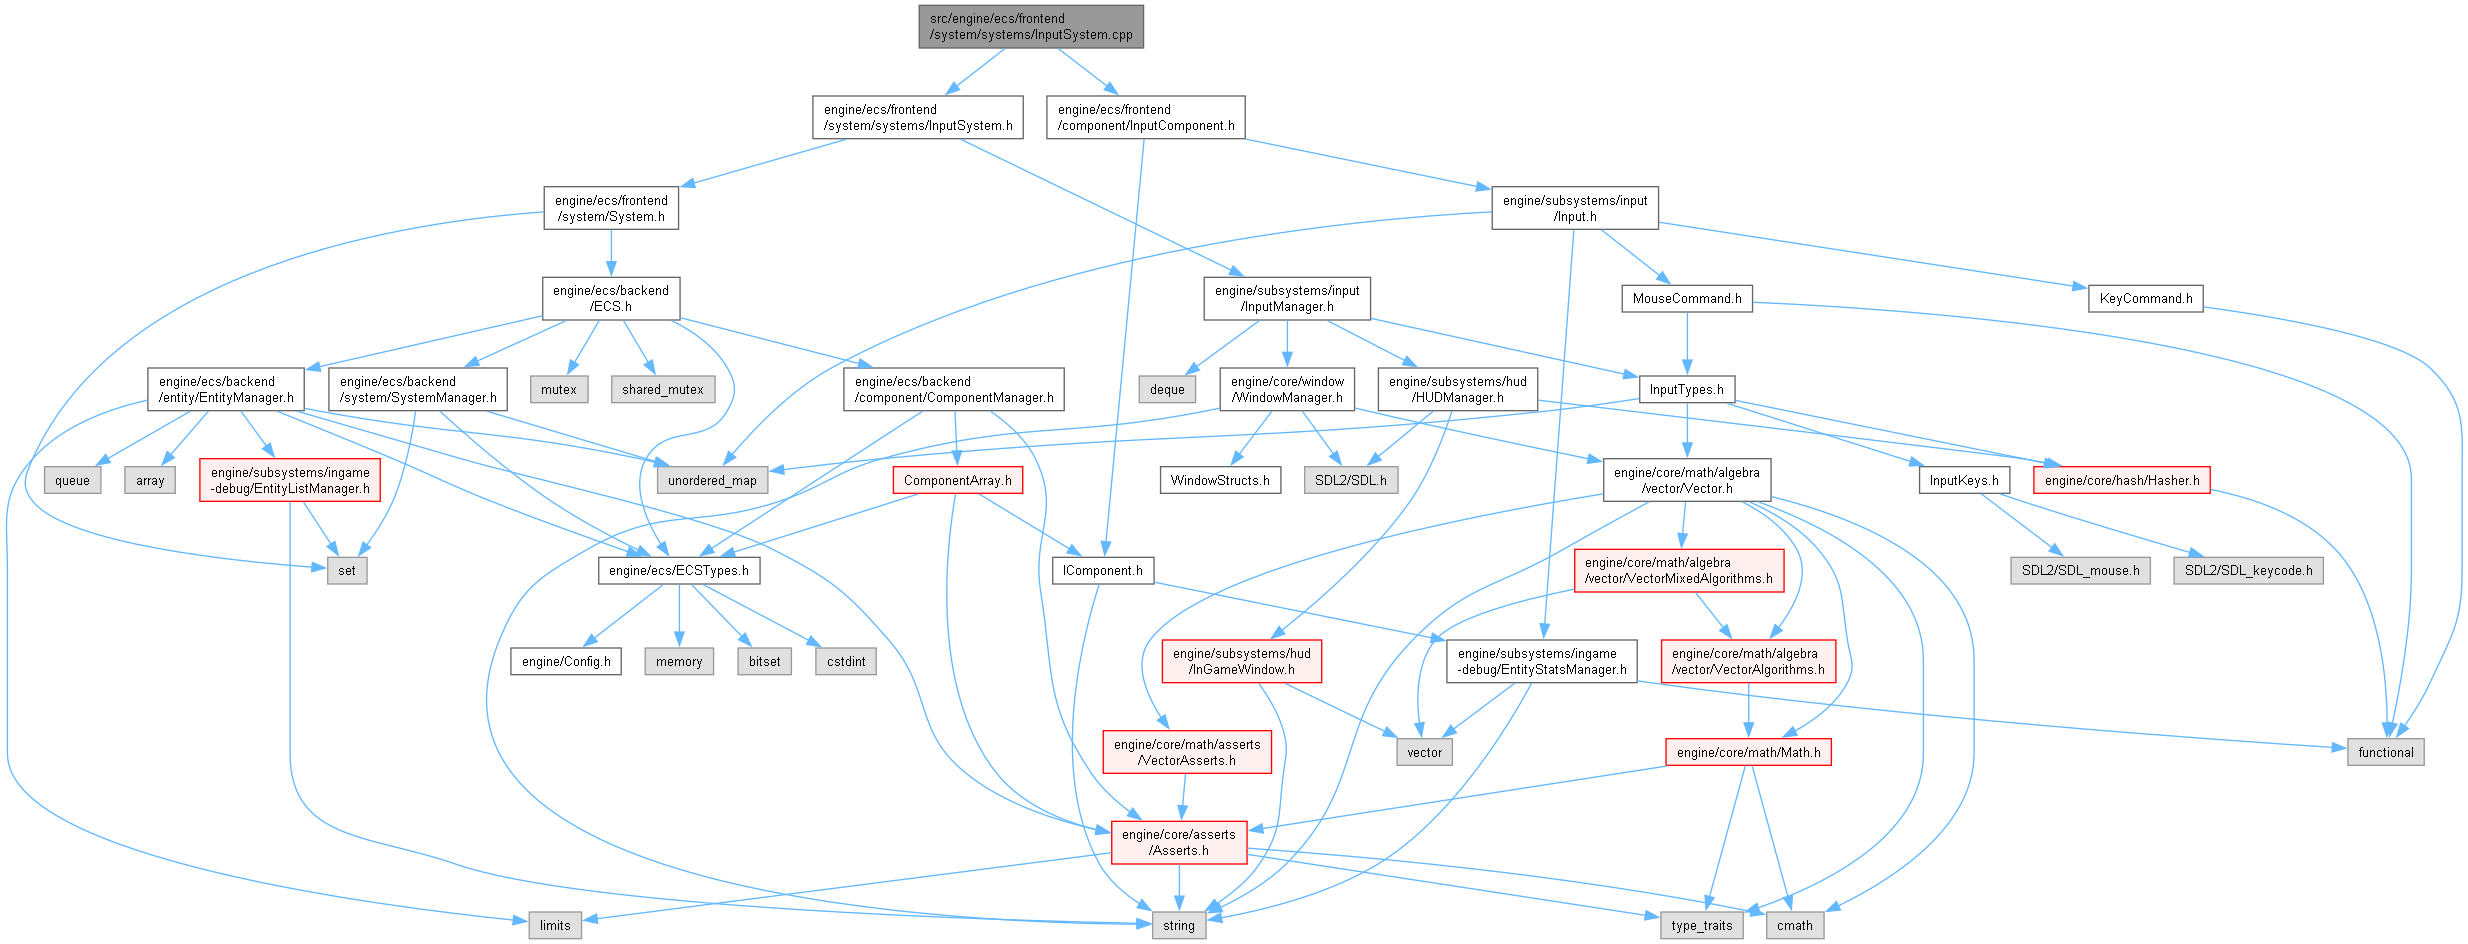 src/engine/ecs/frontend
/system/systems/InputSystem.cpp
engine/ecs/frontend
/system/systems/InputSystem.h
engine/ecs/frontend
/component/InputComponent.h
engine/ecs/frontend
/system/System.h
engine/subsystems/input
/Input.h
engine/ecs/backend
/ECS.h
engine/subsystems/input
/InputManager.h
MouseCommand.h
KeyCommand.h
engine/ecs/backend
/entity/EntityManager.h
engine/ecs/backend
/system/SystemManager.h
mutex
shared_mutex
engine/ecs/backend
/component/ComponentManager.h
deque
engine/core/window
/WindowManager.h
engine/subsystems/hud
/HUDManager.h
InputTypes.h
queue
array
engine/subsystems/ingame
-debug/EntityListManager.h
unordered_map
ComponentArray.h
WindowStructs.h
SDL2/SDL.h
engine/core/math/algebra
/vector/Vector.h
InputKeys.h
engine/core/hash/Hasher.h
set
engine/ecs/ECSTypes.h
IComponent.h
engine/core/math/algebra
/vector/VectorMixedAlgorithms.h
SDL2/SDL_mouse.h
SDL2/SDL_keycode.h
engine/Config.h
memory
bitset
cstdint
engine/subsystems/hud
/InGameWindow.h
engine/subsystems/ingame
-debug/EntityStatsManager.h
engine/core/math/algebra
/vector/VectorAlgorithms.h
engine/core/math/asserts
/VectorAsserts.h
vector
engine/core/math/Math.h
functional
engine/core/asserts
/Asserts.h
limits
string
type_traits
cmath